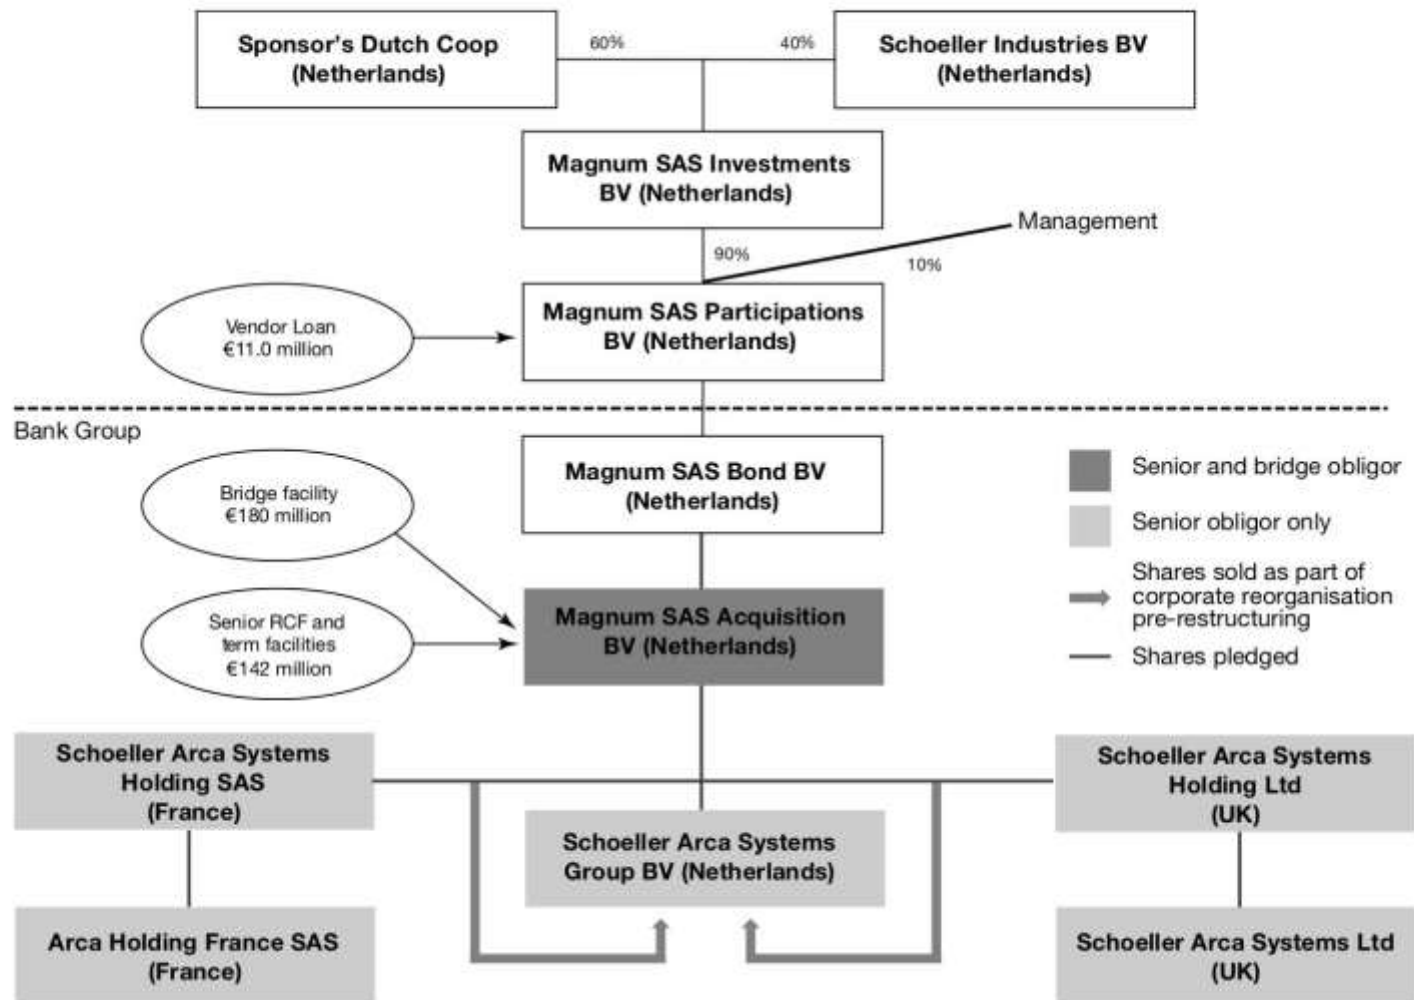 Sponsor's Dutch Coop
(Netherlands)
60%
40%
Schoeller Industries BV
(Netherlands)
Magnum SAS Investments
BV (Netherlands)
Management
90%
10%
Vendor Loan
€11.0 million
Magnum SAS Participations
BV (Netherlands)
Bank Group
Bridge facility
€180 million
Magnum SAS Bond BV
(Netherlands)
Senior and bridge obligor
Senior obligor only
Shares sold as part of
corporate reorganisation
pre-restructuring
Shares pledged
Senior RCF and
term facilities
€142 million
Magnum SAS Acquisition
BV (Netherlands)
Schoeller Arca Systems
Holding SAS
(France)
Schoeller Arca Systems
Holding Ltd
(UK)
Schoeller Arca Systems
Group BV (Netherlands)
Arca Holding France SAS
(France)
Schoeller Arca Systems Ltd
(UK)